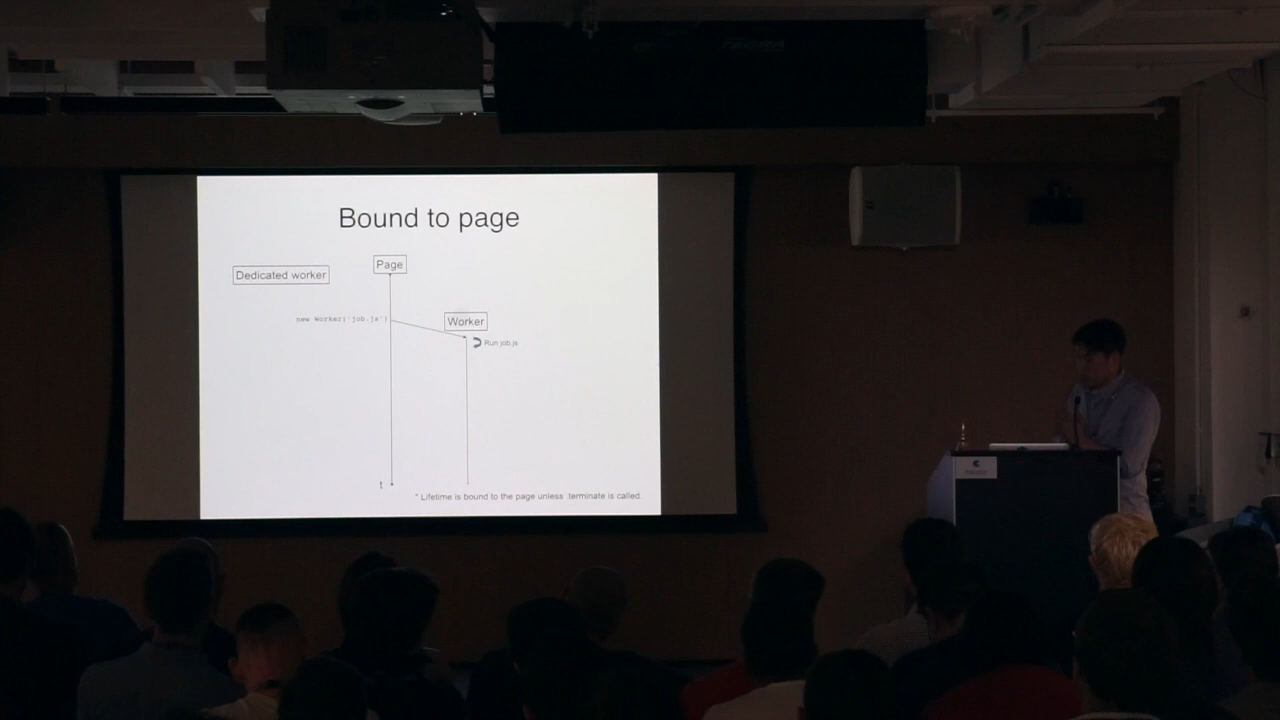 Bound to page
Dedicated worker
Page
new Worker('job.js')
Worker
Run job.js
t
* Lifetime is bound to the page unless .terminate is called.